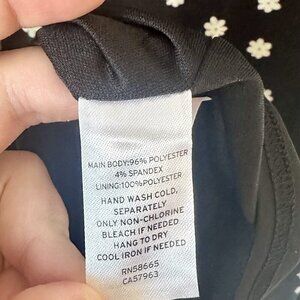 MAIN BODY:96% POLYESTER
4% SPANDEX
LINING:100%POLYESTER
HAND WASH COLD,
SEPARATELY
ONLY NON-CHLORINE
BLEACH IF NEEDED
HANG TO DRY
COOL IRON IF NEEDED
RN58665
CA57963